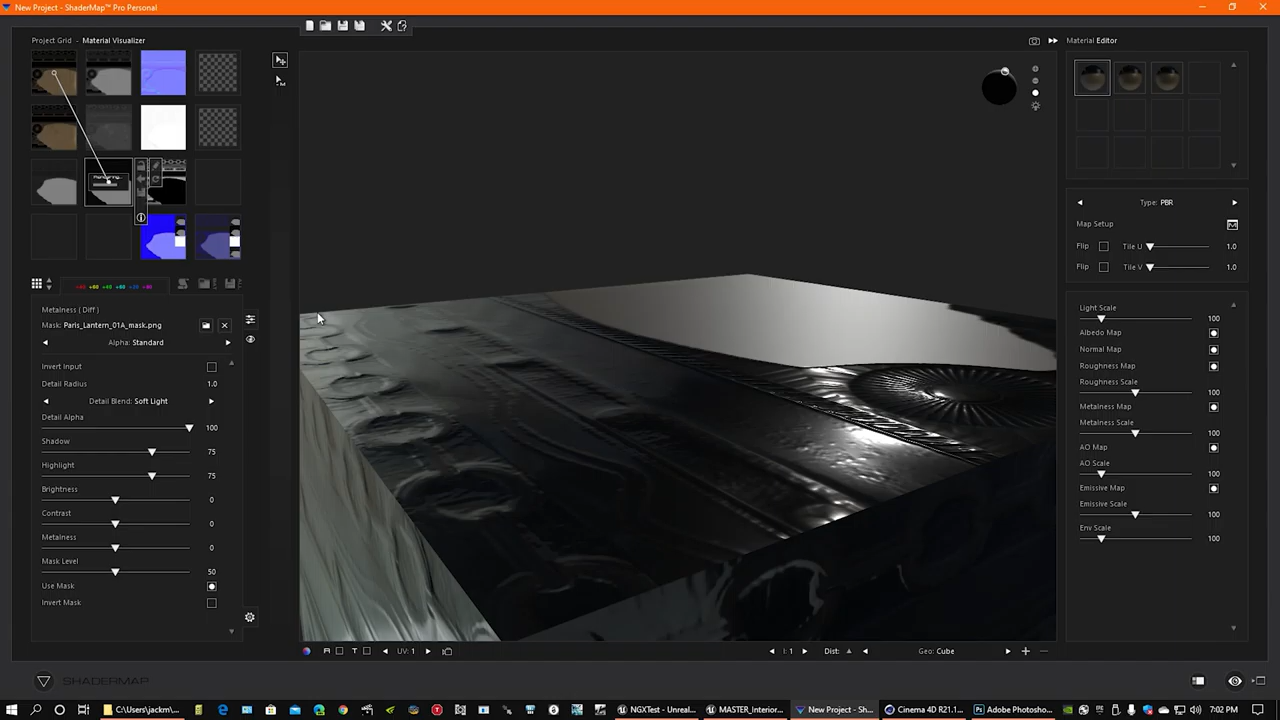 New Project - ShaderMap™ Pro Personal
Project Grid - Material Visualizer
Material Editor
Type: PBR
Map Setup
Flip Tile U 1.0
Flip Tile V 1.0
+60 +60
Metalness ( Diff )
Mask: Paris_Lantern_01A_mask.png
Alpha: Standard
Invert Input
Detail Radius 1.0
Detail Blend: Soft Light
Detail Alpha 100
Shadow 75
Highlight 75
Brightness 0
Contrast 0
Metalness 0
Mask Level 50
Use Mask
Invert Mask
Light Scale 100
Albedo Map
Normal Map
Roughness Map
Roughness Scale 100
Metalness Map
Metalness Scale 100
AO Map
AO Scale 100
Emissive Map
Emissive Scale 100
Env Scale 100
R T UV: 1 I: 1 Dist: Geo: Cube
SHADERMAP
C:\Users\jackm\... NGXTest - Unreal... MASTER_Interior... New Project - Sh... Cinema 4D R21.1... Adobe Photosho... 7:02 PM